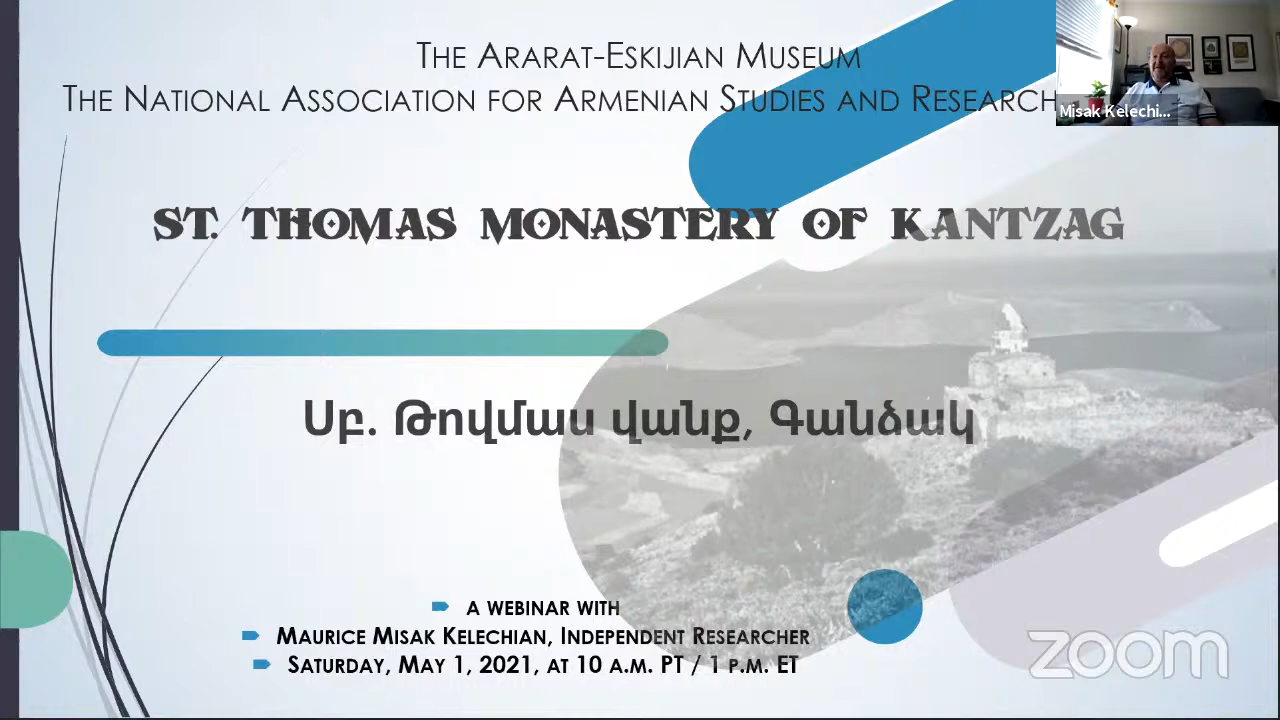 THE ARARAT-ESKIJIAN MUSEUM
THE NATIONAL ASSOCIATION FOR ARMENIAN STUDIES AND RESEARCH
Misak Kelechi...
ST. THOMAS MONASTERY OF KANTZAG
Սբ. Թովմաս վանք, Գանձակ
A WEBINAR WITH
MAURICE MISAK KELECHIAN, INDEPENDENT RESEARCHER
SATURDAY, MAY 1, 2021, AT 10 A.M. PT / 1 P.M. ET
zoom